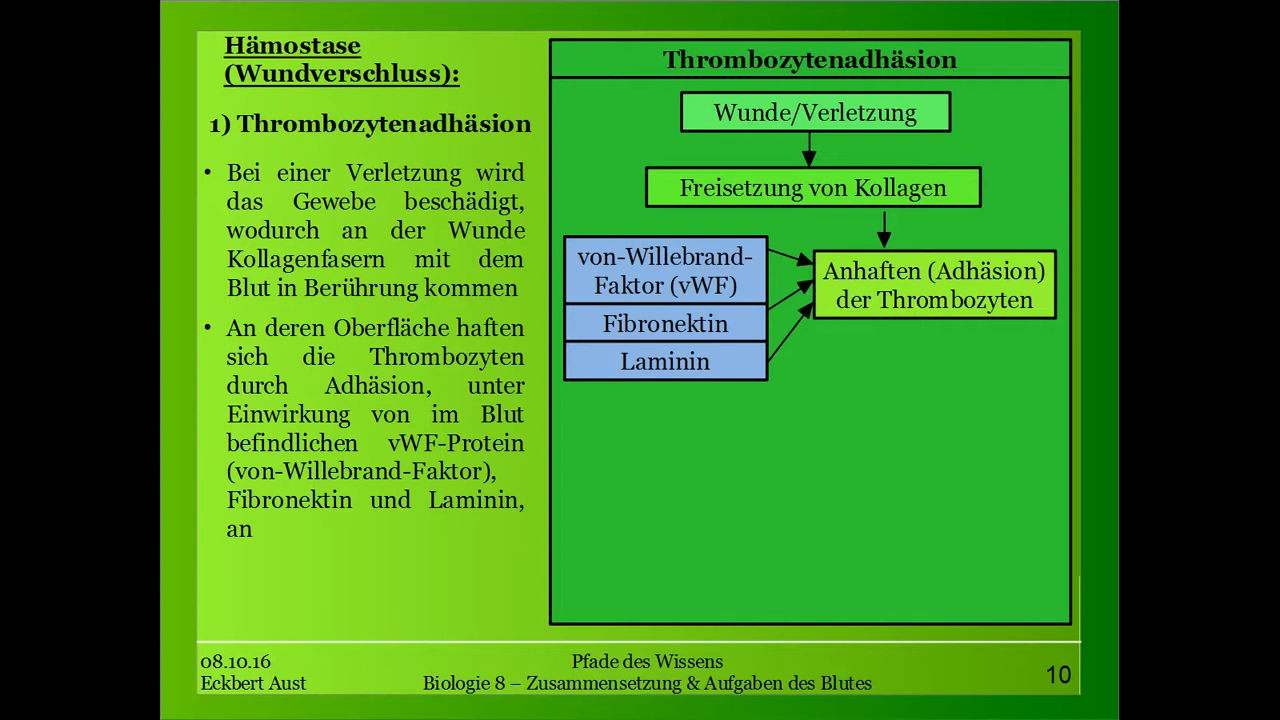 Hämostase
(Wundverschluss):
1) Thrombozytenadhäsion
• Bei einer Verletzung wird
das Gewebe beschädigt,
wodurch an der Wunde
Kollagenfasern mit dem
Blut in Berührung kommen
• An deren Oberfläche haften
sich die Thrombozyten
durch Adhäsion, unter
Einwirkung von im Blut
befindlichen vWF-Protein
(von-Willebrand-Faktor),
Fibronektin und Laminin,
an
Thrombozytenadhäsion
Wunde/Verletzung
Freisetzung von Kollagen
von-Willebrand-
Faktor (vWF)
Fibronektin
Laminin
Anhaften (Adhäsion)
der Thrombozyten
08.10.16
Eckbert Aust
Pfade des Wissens
Biologie 8 – Zusammensetzung & Aufgaben des Blutes
10